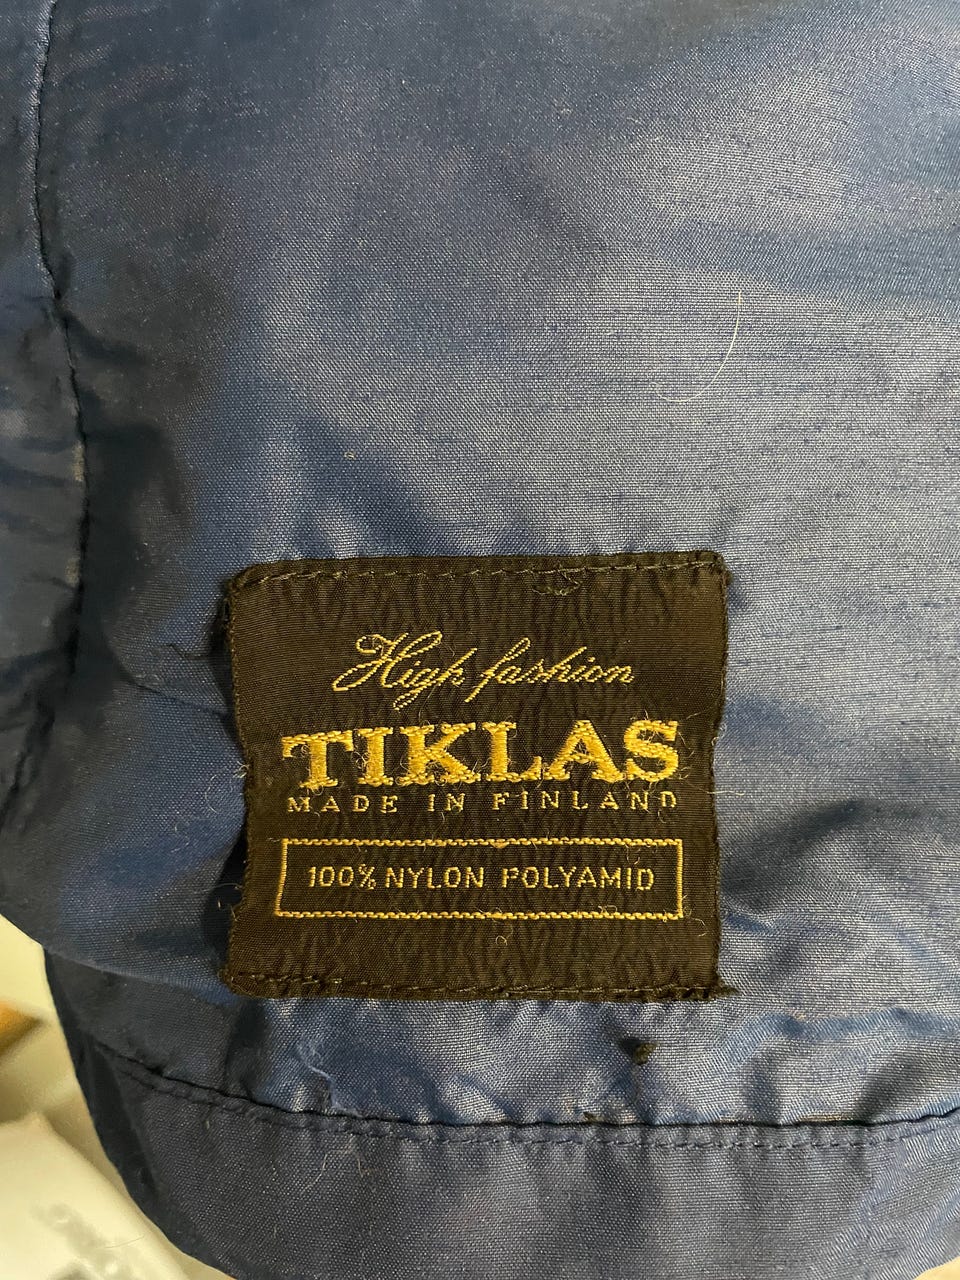 High fashion
TIKLAS
MADE IN FINLAND
100% NYLON POLYAMID